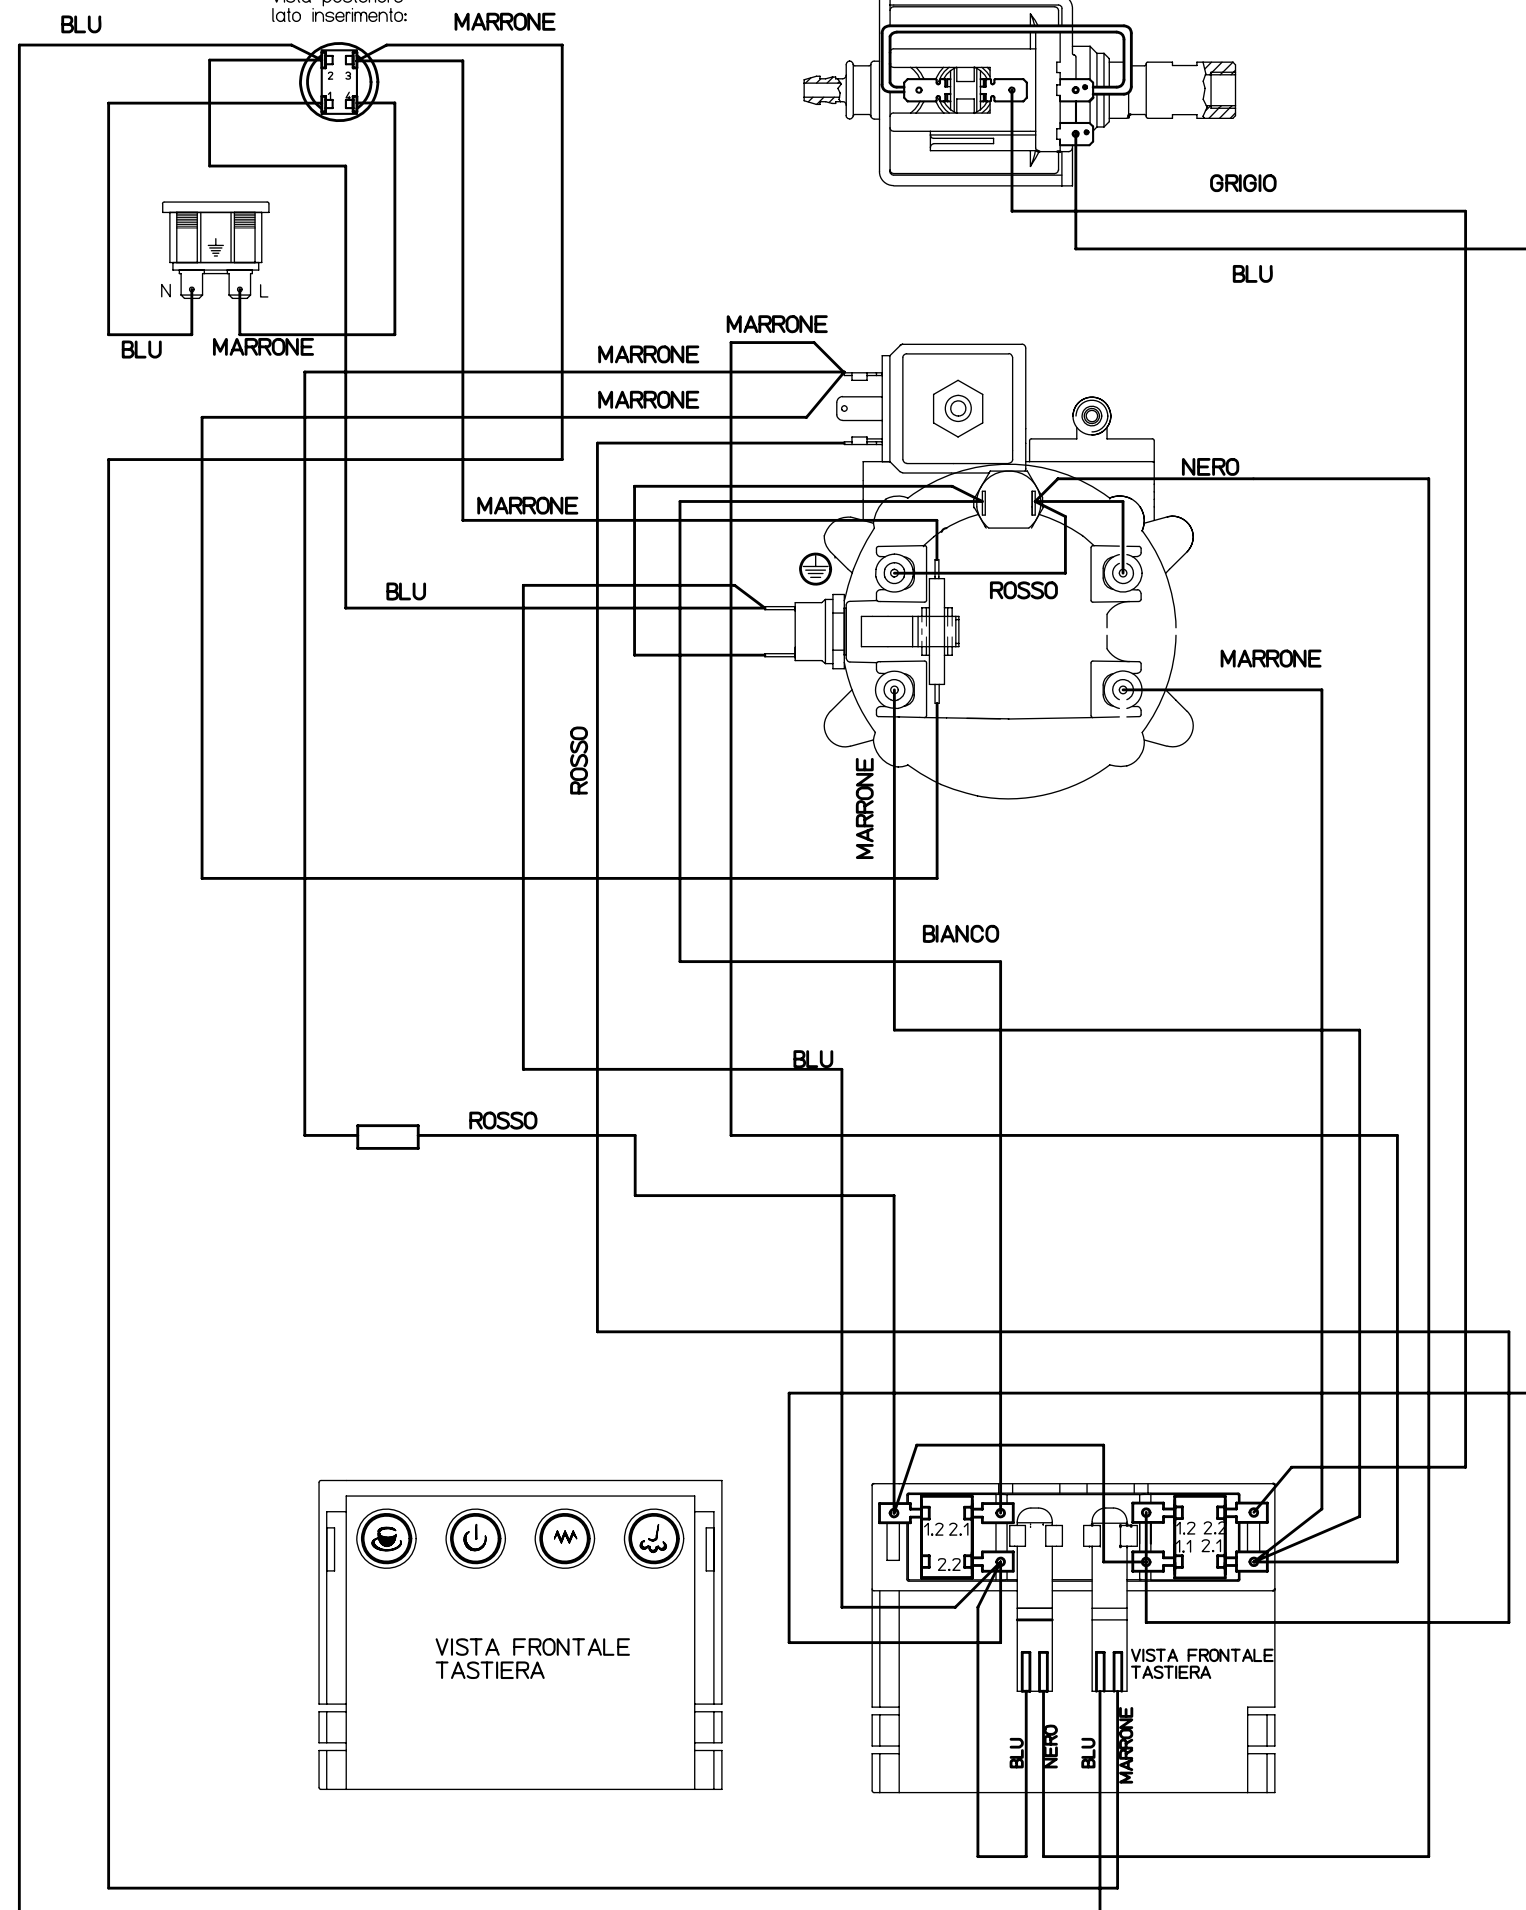 lato inserimento:
BLU
MARRONE
2 3
1 4
GRIGIO
BLU
N
L
BLU
MARRONE
MARRONE
MARRONE
MARRONE
NERO
MARRONE
BLU
ROSSO
MARRONE
ROSSO
MARRONE
BIANCO
BLU
ROSSO
1.2 2.1
2.2
1.2 2.2
1.1 2.1
VISTA FRONTALE
TASTIERA
VISTA FRONTALE
TASTIERA
BLU
NERO
BLU
MARRONE